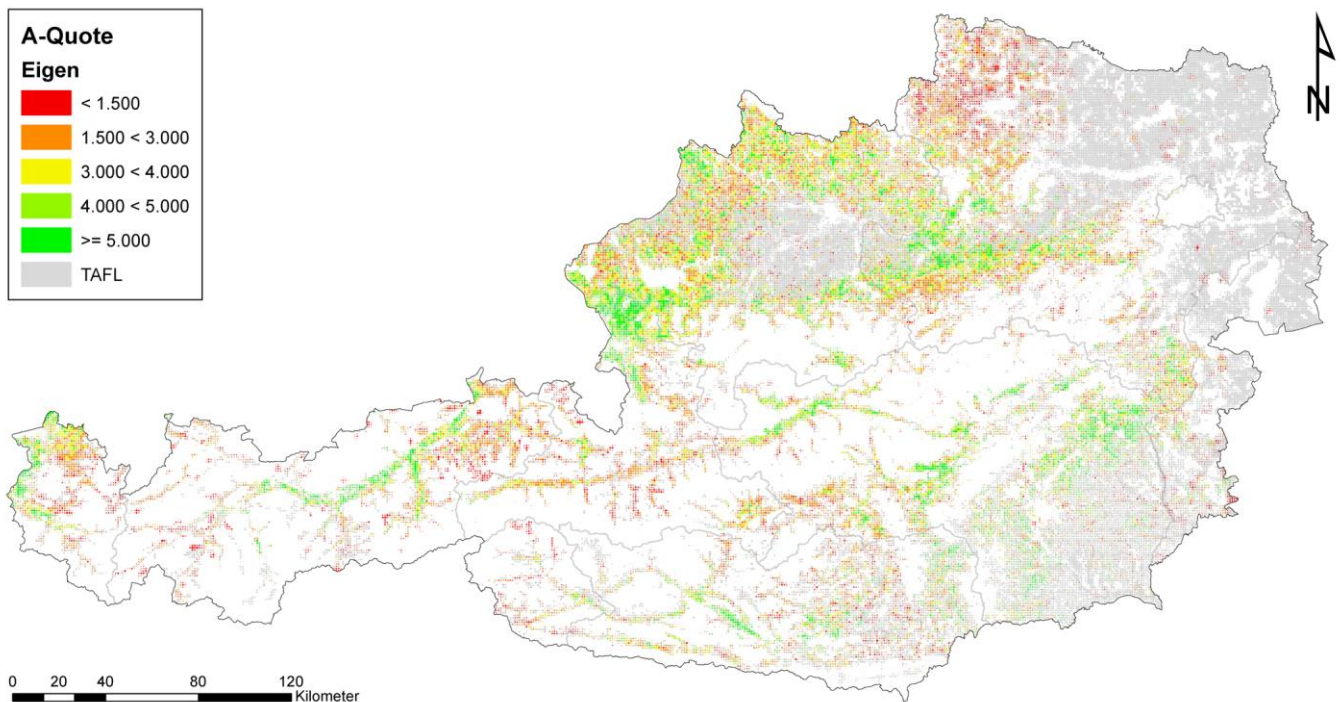 A-Quote
Eigen
< 1.500
1.500 < 3.000
3.000 < 4.000
4.000 < 5.000
>= 5.000
TAFL
N
0 20 40 80 120
Kilometer